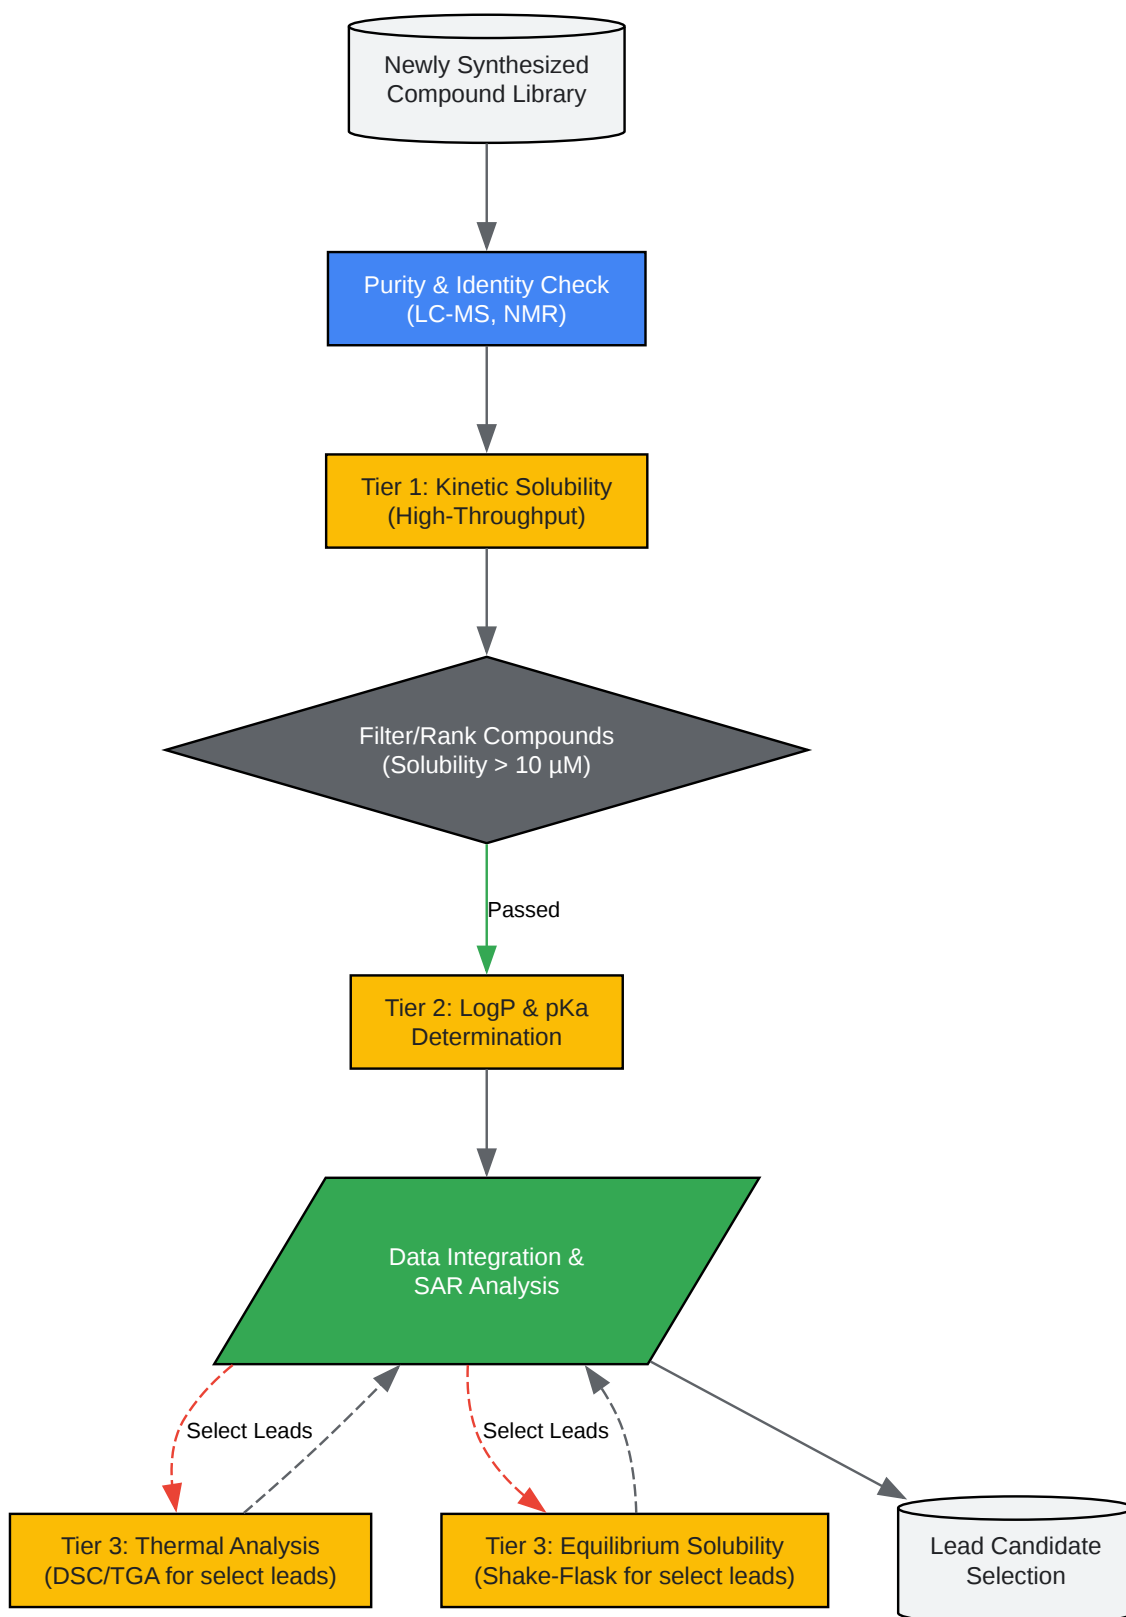 Newly Synthesized
Compound Library
Purity & Identity Check
(LC-MS, NMR)
Tier 1: Kinetic Solubility
(High-Throughput)
Filter/Rank Compounds
(Solubility > 10 µM)
Passed
Tier 2: LogP & pKa
Determination
Data Integration &
SAR Analysis
Select Leads
Select Leads
Tier 3: Thermal Analysis
(DSC/TGA for select leads)
Tier 3: Equilibrium Solubility
(Shake-Flask for select leads)
Lead Candidate
Selection